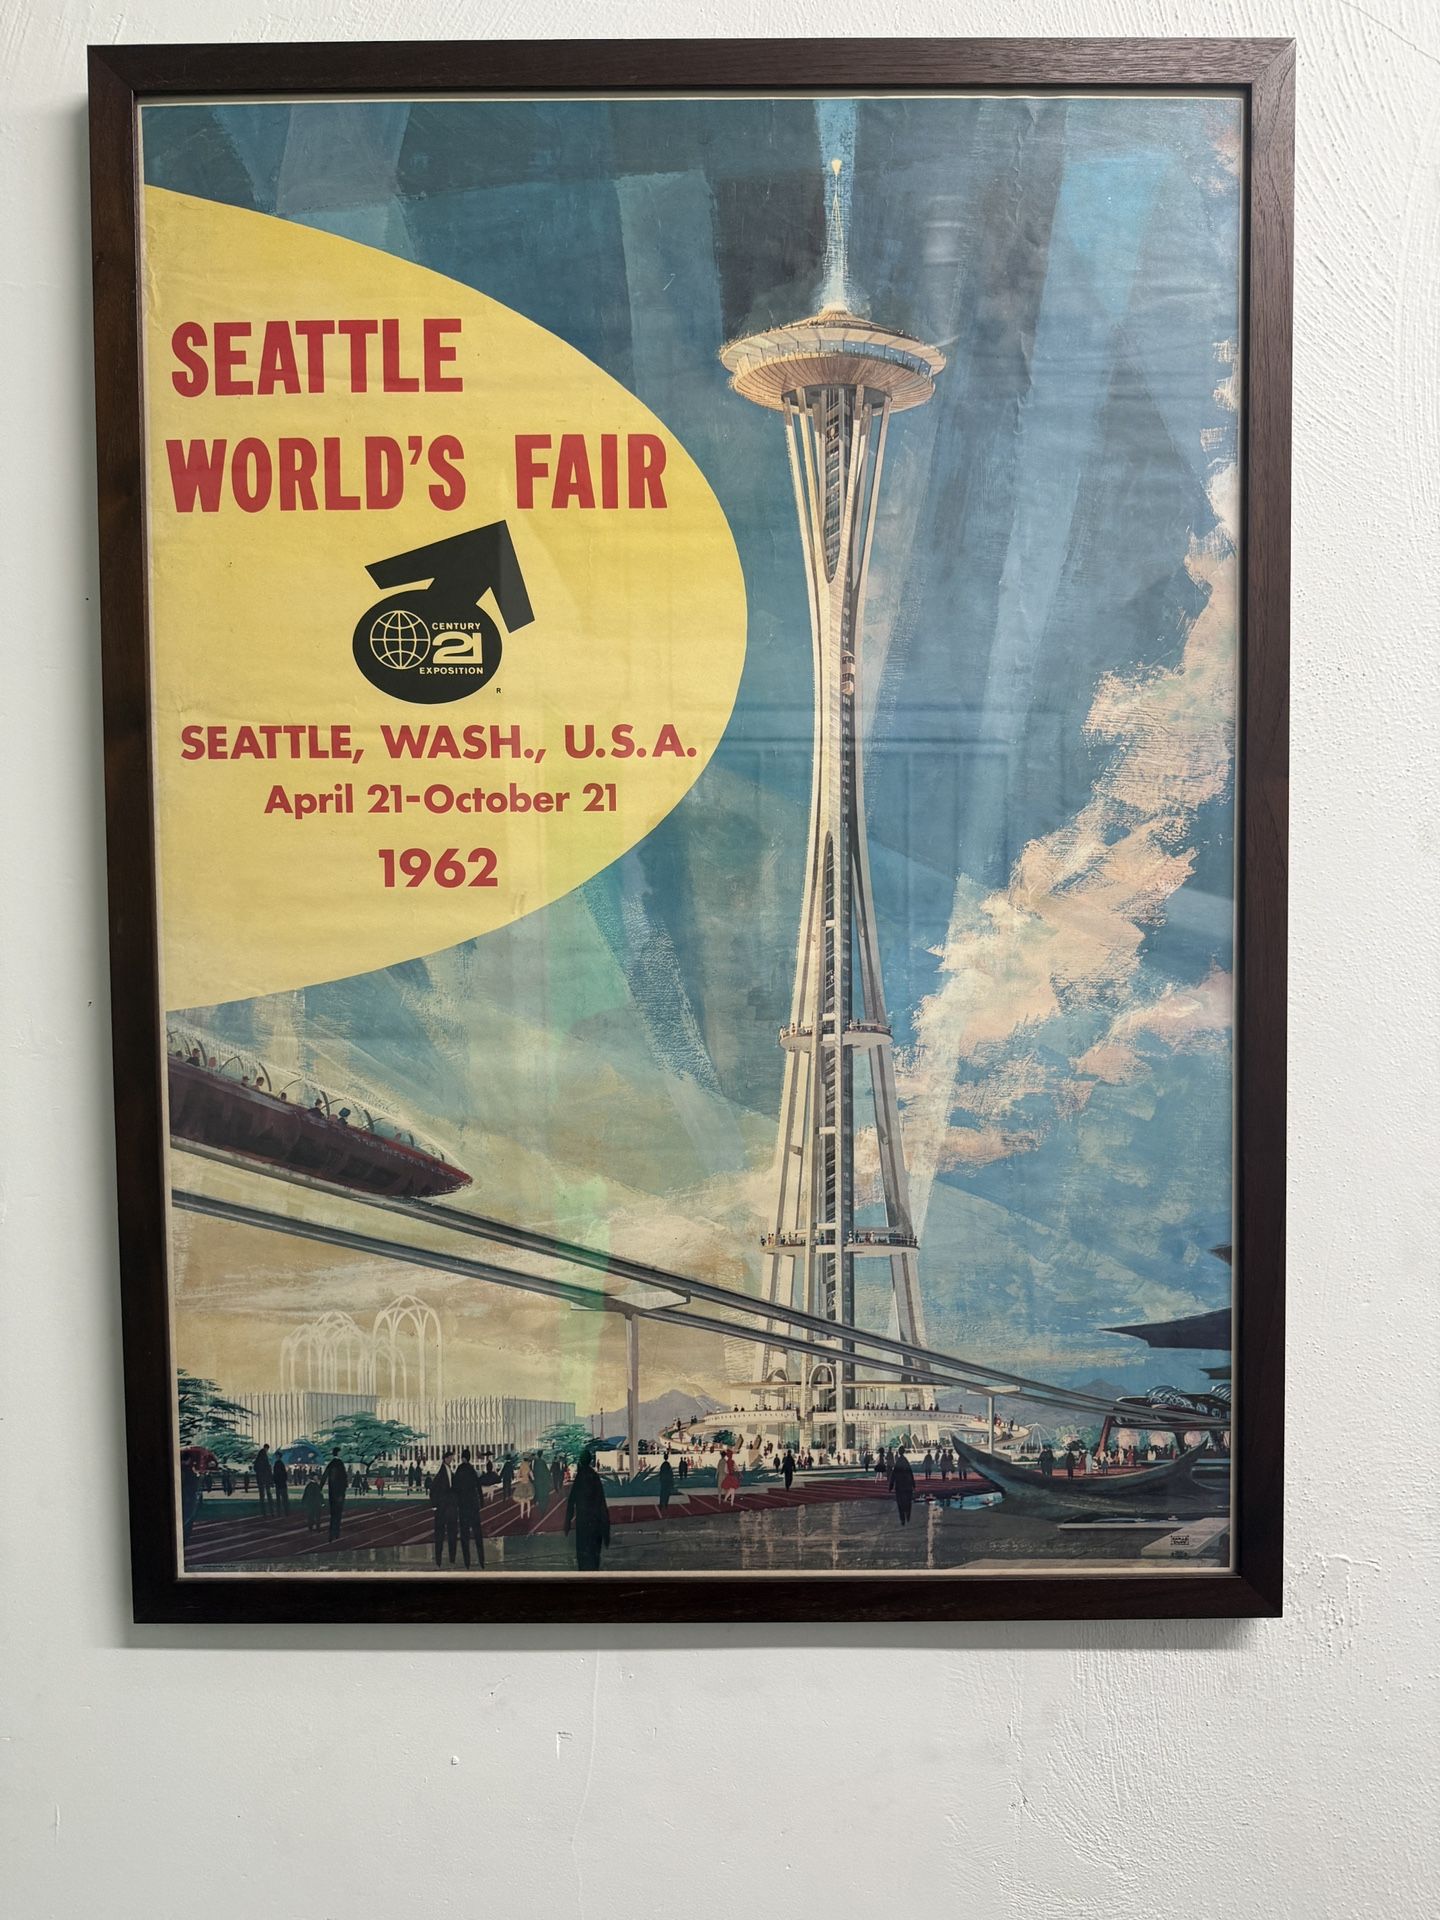 SEATTLE
WORLD'S FAIR
CENTURY
21
EXPOSITION
R
SEATTLE, WASH., U.S.A.
April 21-October 21
1962